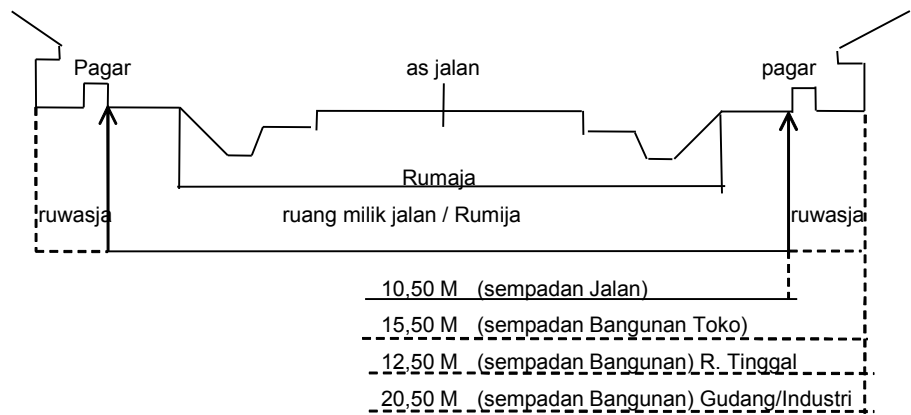 Pagar as jalan pagar
Rumaja
ruwasja ruang milik jalan / Rumija ruwasja
10,50 M (sempadan Jalan)
15,50 M (sempadan Bangunan Toko)
12,50 M (sempadan Bangunan) R. Tinggal
20,50 M (sempadan Bangunan) Gudang/Industri